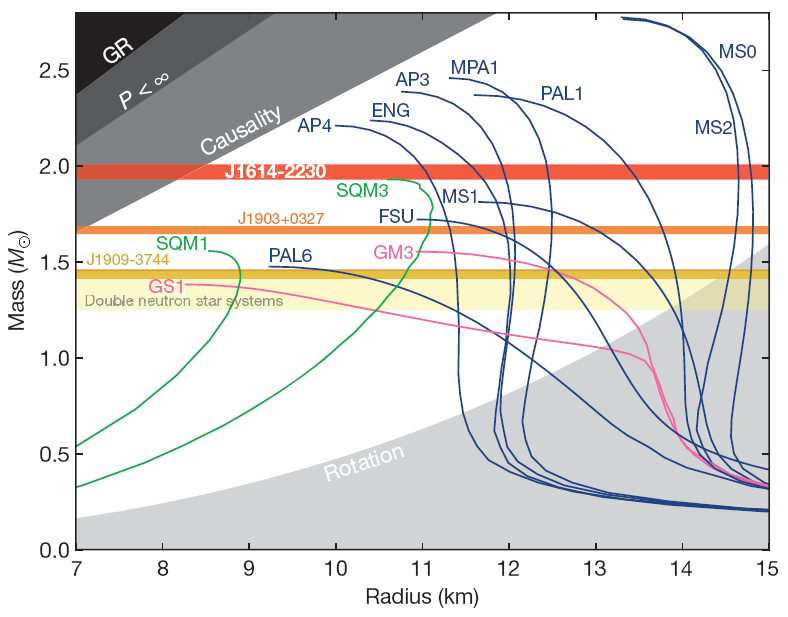 GR
P < ∞
Causality
MS0
MPA1
AP3
PAL1
ENG
AP4
MS2
J1614-2230
SQM3
MS1
FSU
J1903+0327
SQM1
GM3
PAL6
J1909-3744
GS1
Double neutron star systems
Rotation
Mass (M☉)
2.5
2.0
1.5
1.0
0.5
0.0
7 8 9 10 11 12 13 14 15
Radius (km)